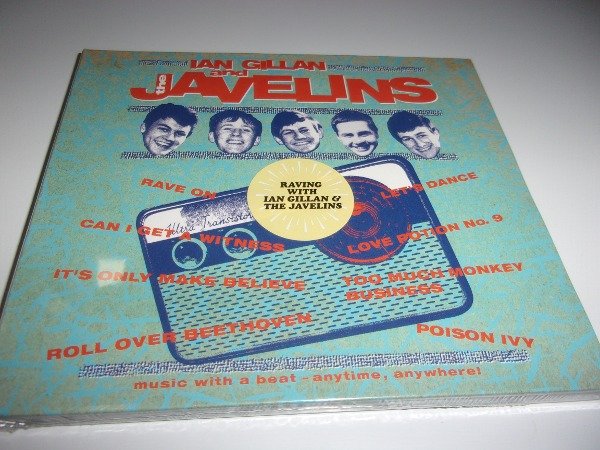 IAN GILLAN
and
the JAVELINS
RAVE ON
LET'S DANCE
RAVING
WITH
IAN GILLAN &
THE JAVELINS
Ultra Transistor
CAN I GET A WITNESS
LOVE POTION No. 9
IT'S ONLY MAKE BELIEVE
TOO MUCH MONKEY
BUSINESS
ROLL OVER BEETHOVEN
POISON IVY
music with a beat - anytime, anywhere!